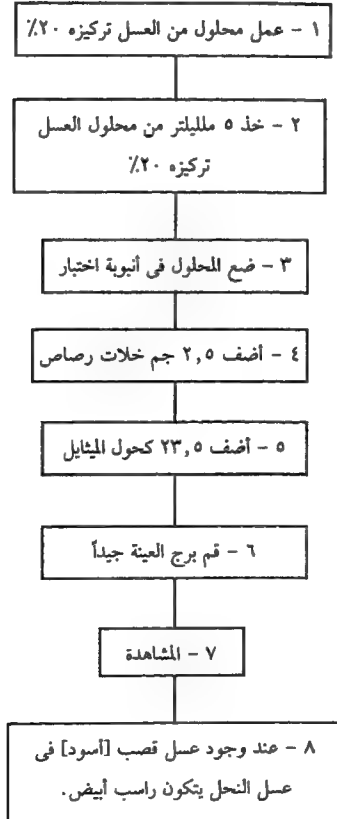 ١ - عمل محلول من العسل تركيزه ٢٠٪
٢ - خذ ٥ ملليلتر من محلول العسل
تركيزه ٢٠٪
٣ - ضع المحلول فى أنبوبة اختبار
٤ - أضف ٢,٥ جم خلات رصاص
٥ - أضف ٢٣,٥ كحول الميثايل
٦ - قم برج العينة جيداً
٧ - المشاهدة
٨ - عند وجود عسل قصب [أسود] فى
عسل النحل يتكون راسب أبيض.